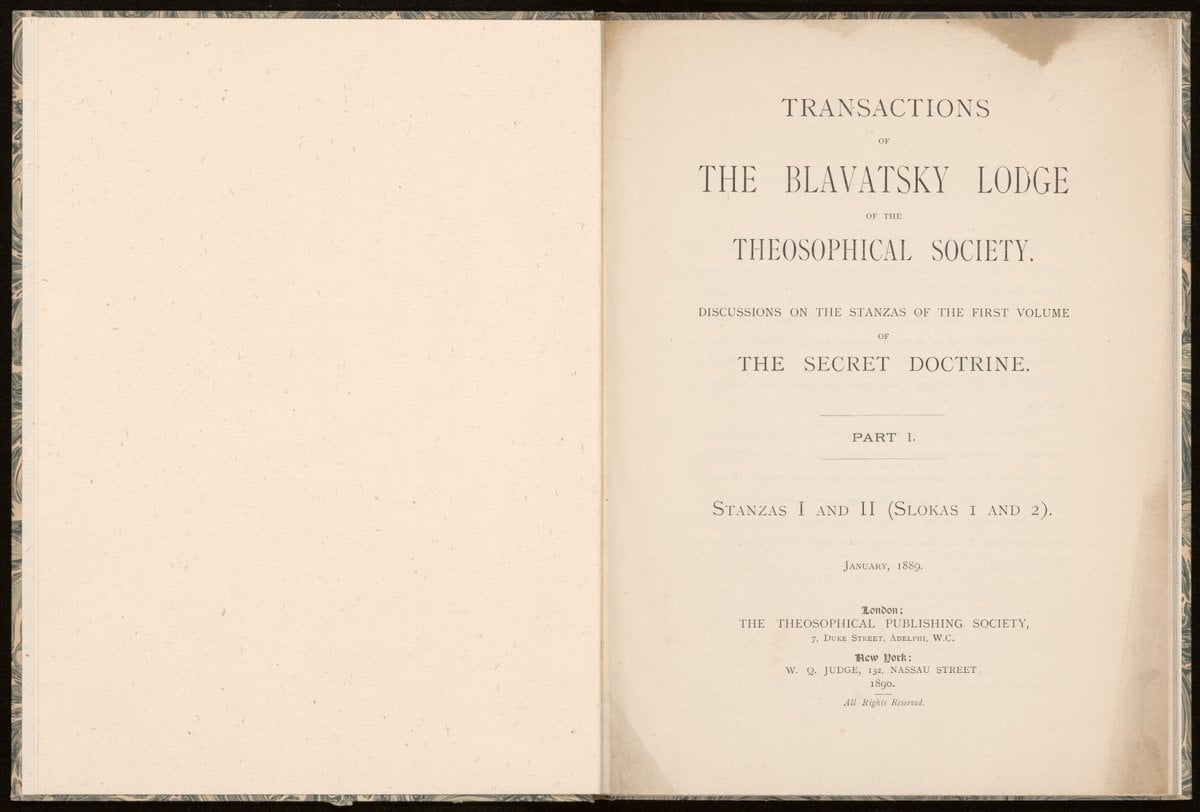 TRANSACTIONS
OF
THE BLAVATSKY LODGE
OF THE
THEOSOPHICAL SOCIETY.
DISCUSSIONS ON THE STANZAS OF THE FIRST VOLUME
OF
THE SECRET DOCTRINE.
PART I.
STANZAS I AND II (SLOKAS 1 AND 2).
JANUARY, 1889.
London:
THE THEOSOPHICAL PUBLISHING SOCIETY,
7, DUKE STREET, ADELPHI, W.C.
New York:
W. Q. JUDGE, 132, NASSAU STREET.
1890.
All Rights Reserved.